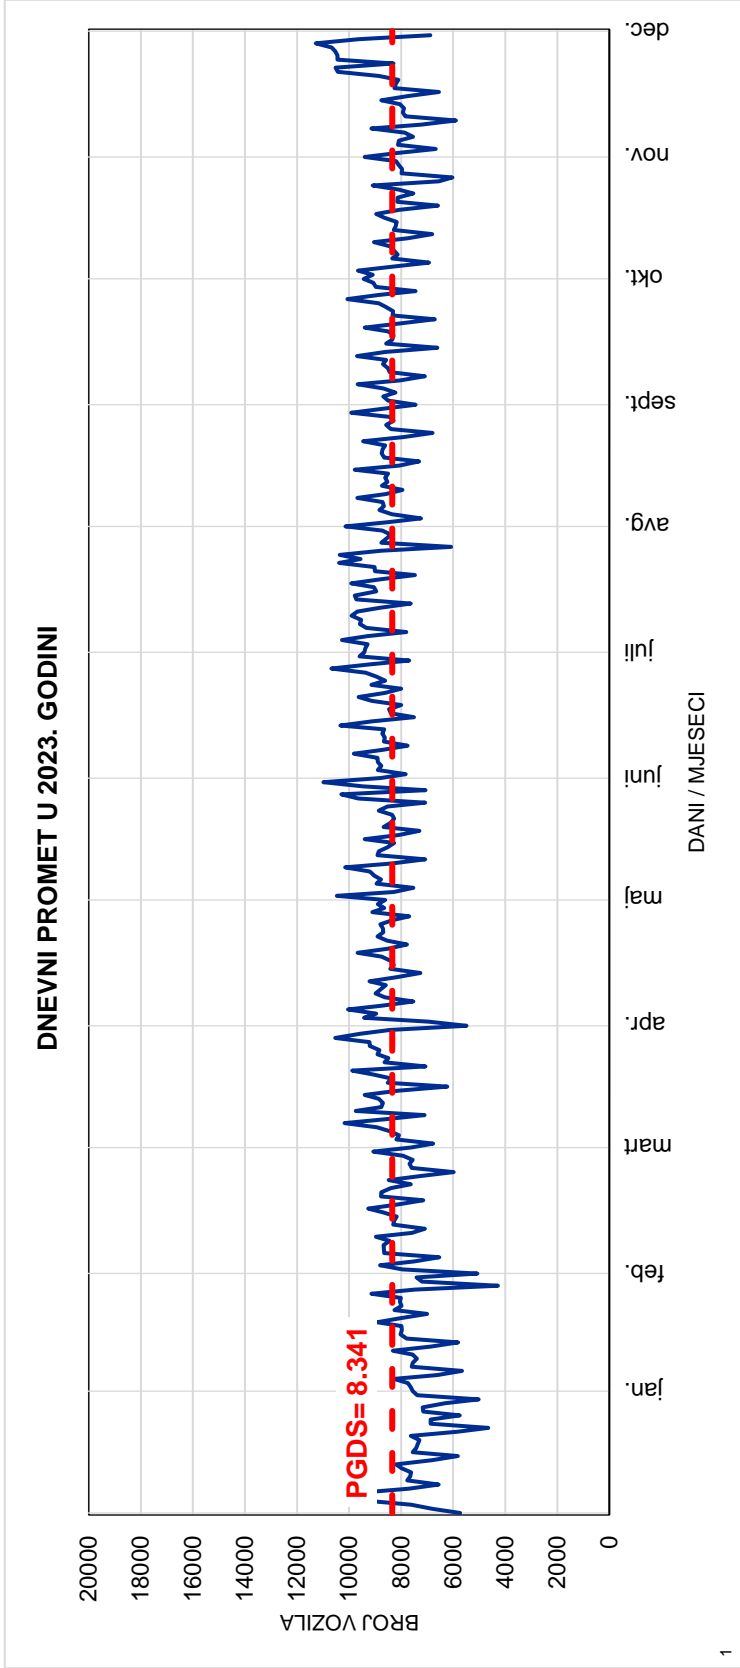 DNEVNI PROMET U 2023. GODINI
BROJ VOZILA
20000
18000
16000
14000
12000
10000
8000
6000
4000
2000
0
PGDS= 8.341
jan.
feb.
mart
apr.
maj
juni
juli
avg.
sept.
okt.
nov.
dec.
DANI / MJESECI
1